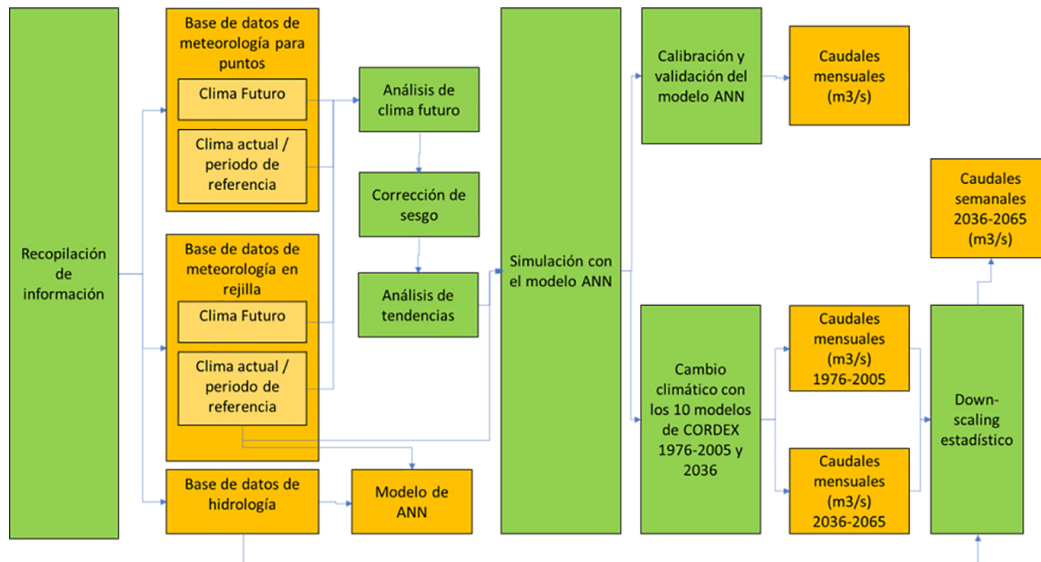 Recopilación
de
información
Base de datos de
meteorología para
puntos
Clima Futuro
Clima actual /
periodo de
referencia
Base de datos de
meteorología en
rejilla
Clima Futuro
Clima actual /
periodo de
referencia
Base de datos de
hidrología
Análisis de
clima futuro
Corrección de
sesgo
Análisis de
tendencias
Modelo de
ANN
Simulación con
el modelo ANN
Calibración y
validación del
modelo ANN
Caudales
mensuales
(m3/s)
Cambio
climático con
los 10 modelos
de CORDEX
1976-2005 y
2036
Caudales
mensuales
(m3/s)
1976-2005
Caudales
mensuales
(m3/s)
2036-2065
Caudales
semanales
2036-2065
(m3/s)
Down-
scaling
estadístico